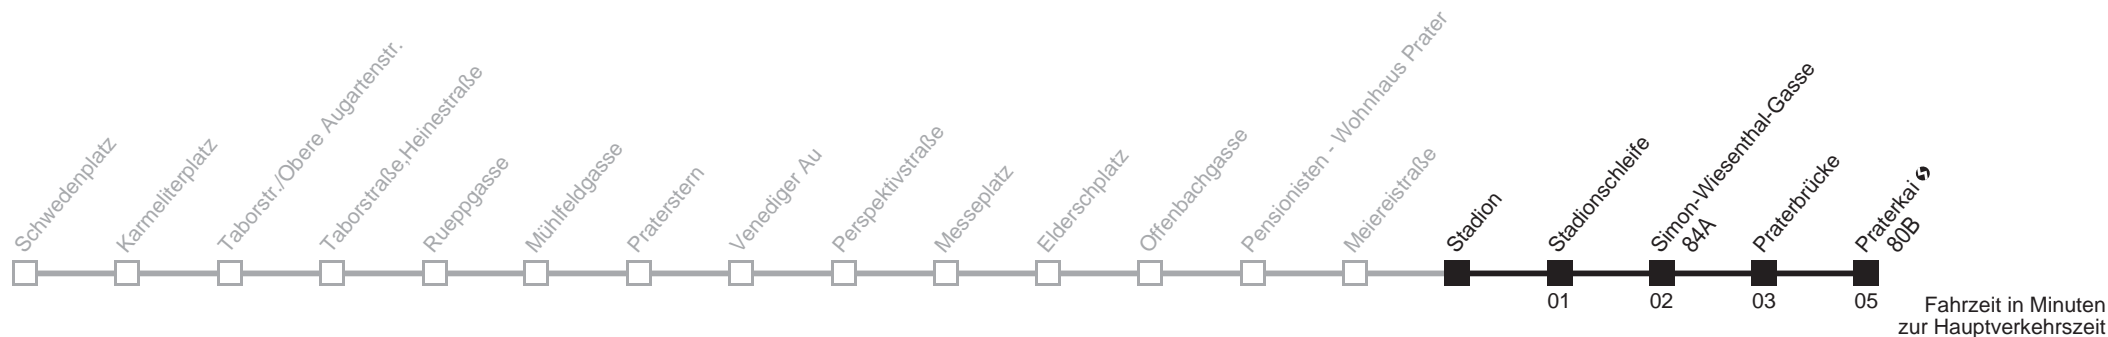 Schwedenplatz
Karmeliterplatz
Taborstr./Obere Augartenstr.
Taborstraße,Heinestraße
Rueppgasse
Mühlfeldgasse
Praterstern
Venediger Au
Perspektivstraße
Messeplatz
Elderschplatz
Offenbachgasse
Pensionisten - Wohnhaus Prater
Meiereistraße
Stadion
Stadionschleife
Simon-Wiesenthal-Gasse
84A
Praterbrücke
Praterkai
80B
01
02
03
05
Fahrzeit in Minuten
zur Hauptverkehrszeit